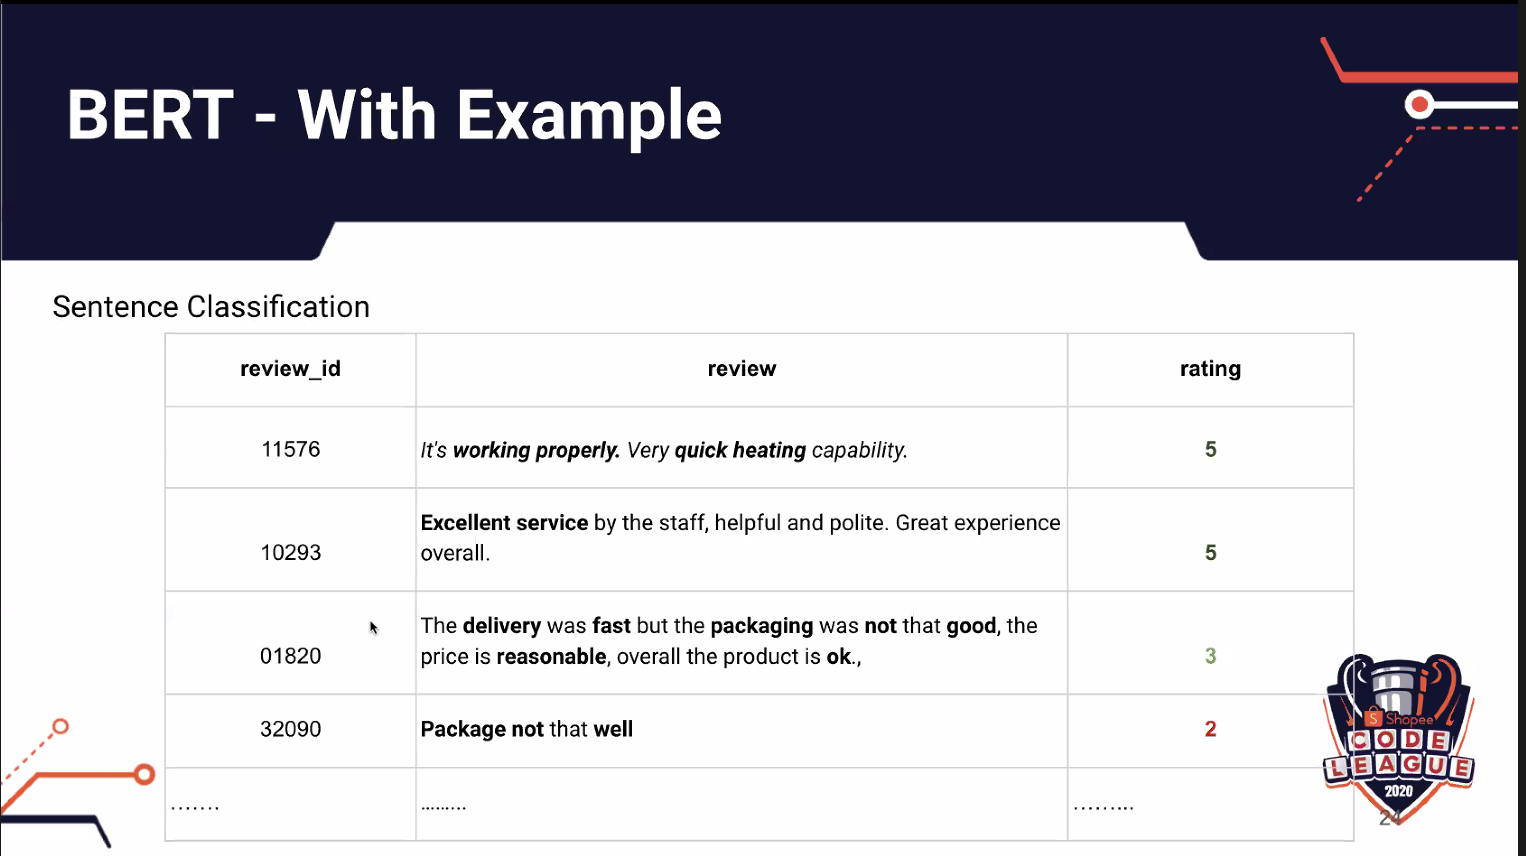 BERT - With Example
Sentence Classification
review_id review rating
11576 It's working properly. Very quick heating capability. 5
Excellent service by the staff, helpful and polite. Great experience
10293 overall. 5
The delivery was fast but the packaging was not that good, the
01820 price is reasonable, overall the product is ok., 3
32090 Package not that well 2
....... ......... .........
S Shopee
CODE
LEAGUE
2020
24